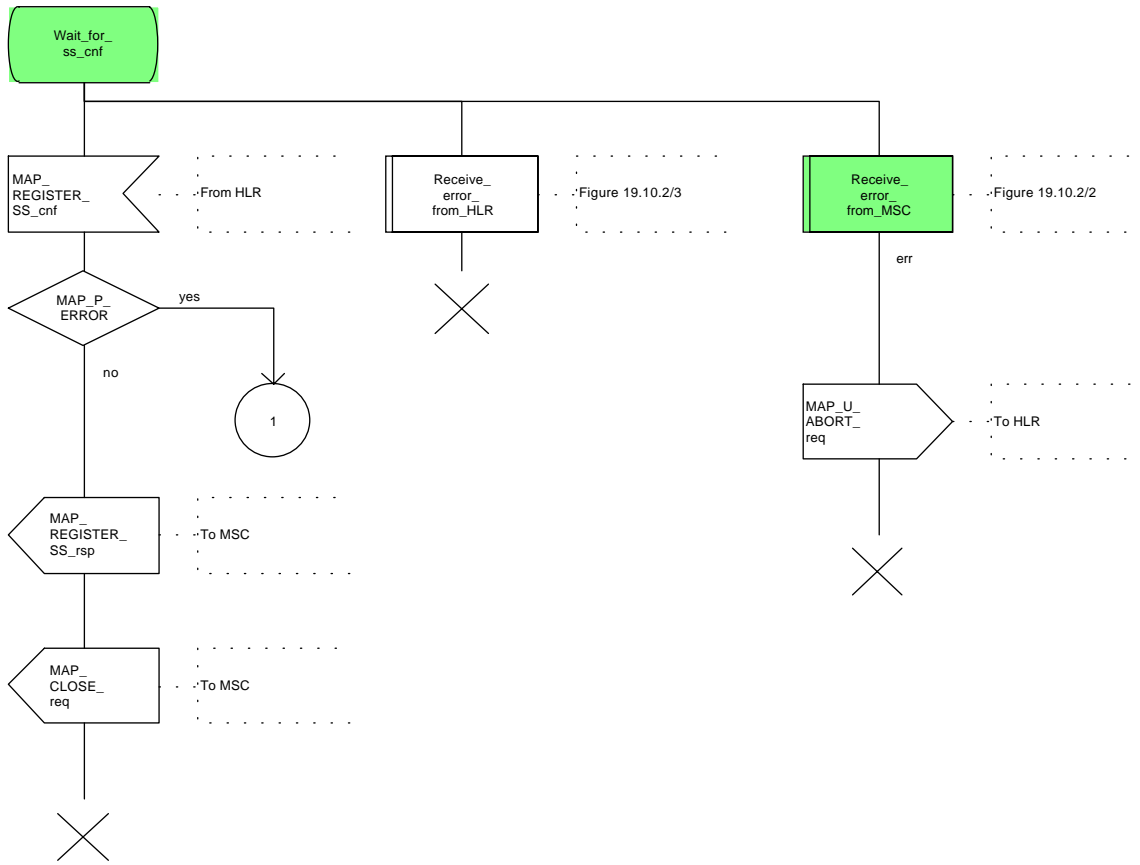 Wait_for_
ss_cnf
MAP_
REGISTER_
SS_cnf
From HLR
Receive_
error_
from_HLR
Figure 19.10.2/3
Receive_
error_
from_MSC
Figure 19.10.2/2
err
MAP_P_
ERROR
yes
no
1
MAP_U_
ABORT_
req
To HLR
MAP_
REGISTER_
SS_rsp
To MSC
MAP_
CLOSE_
req
To MSC